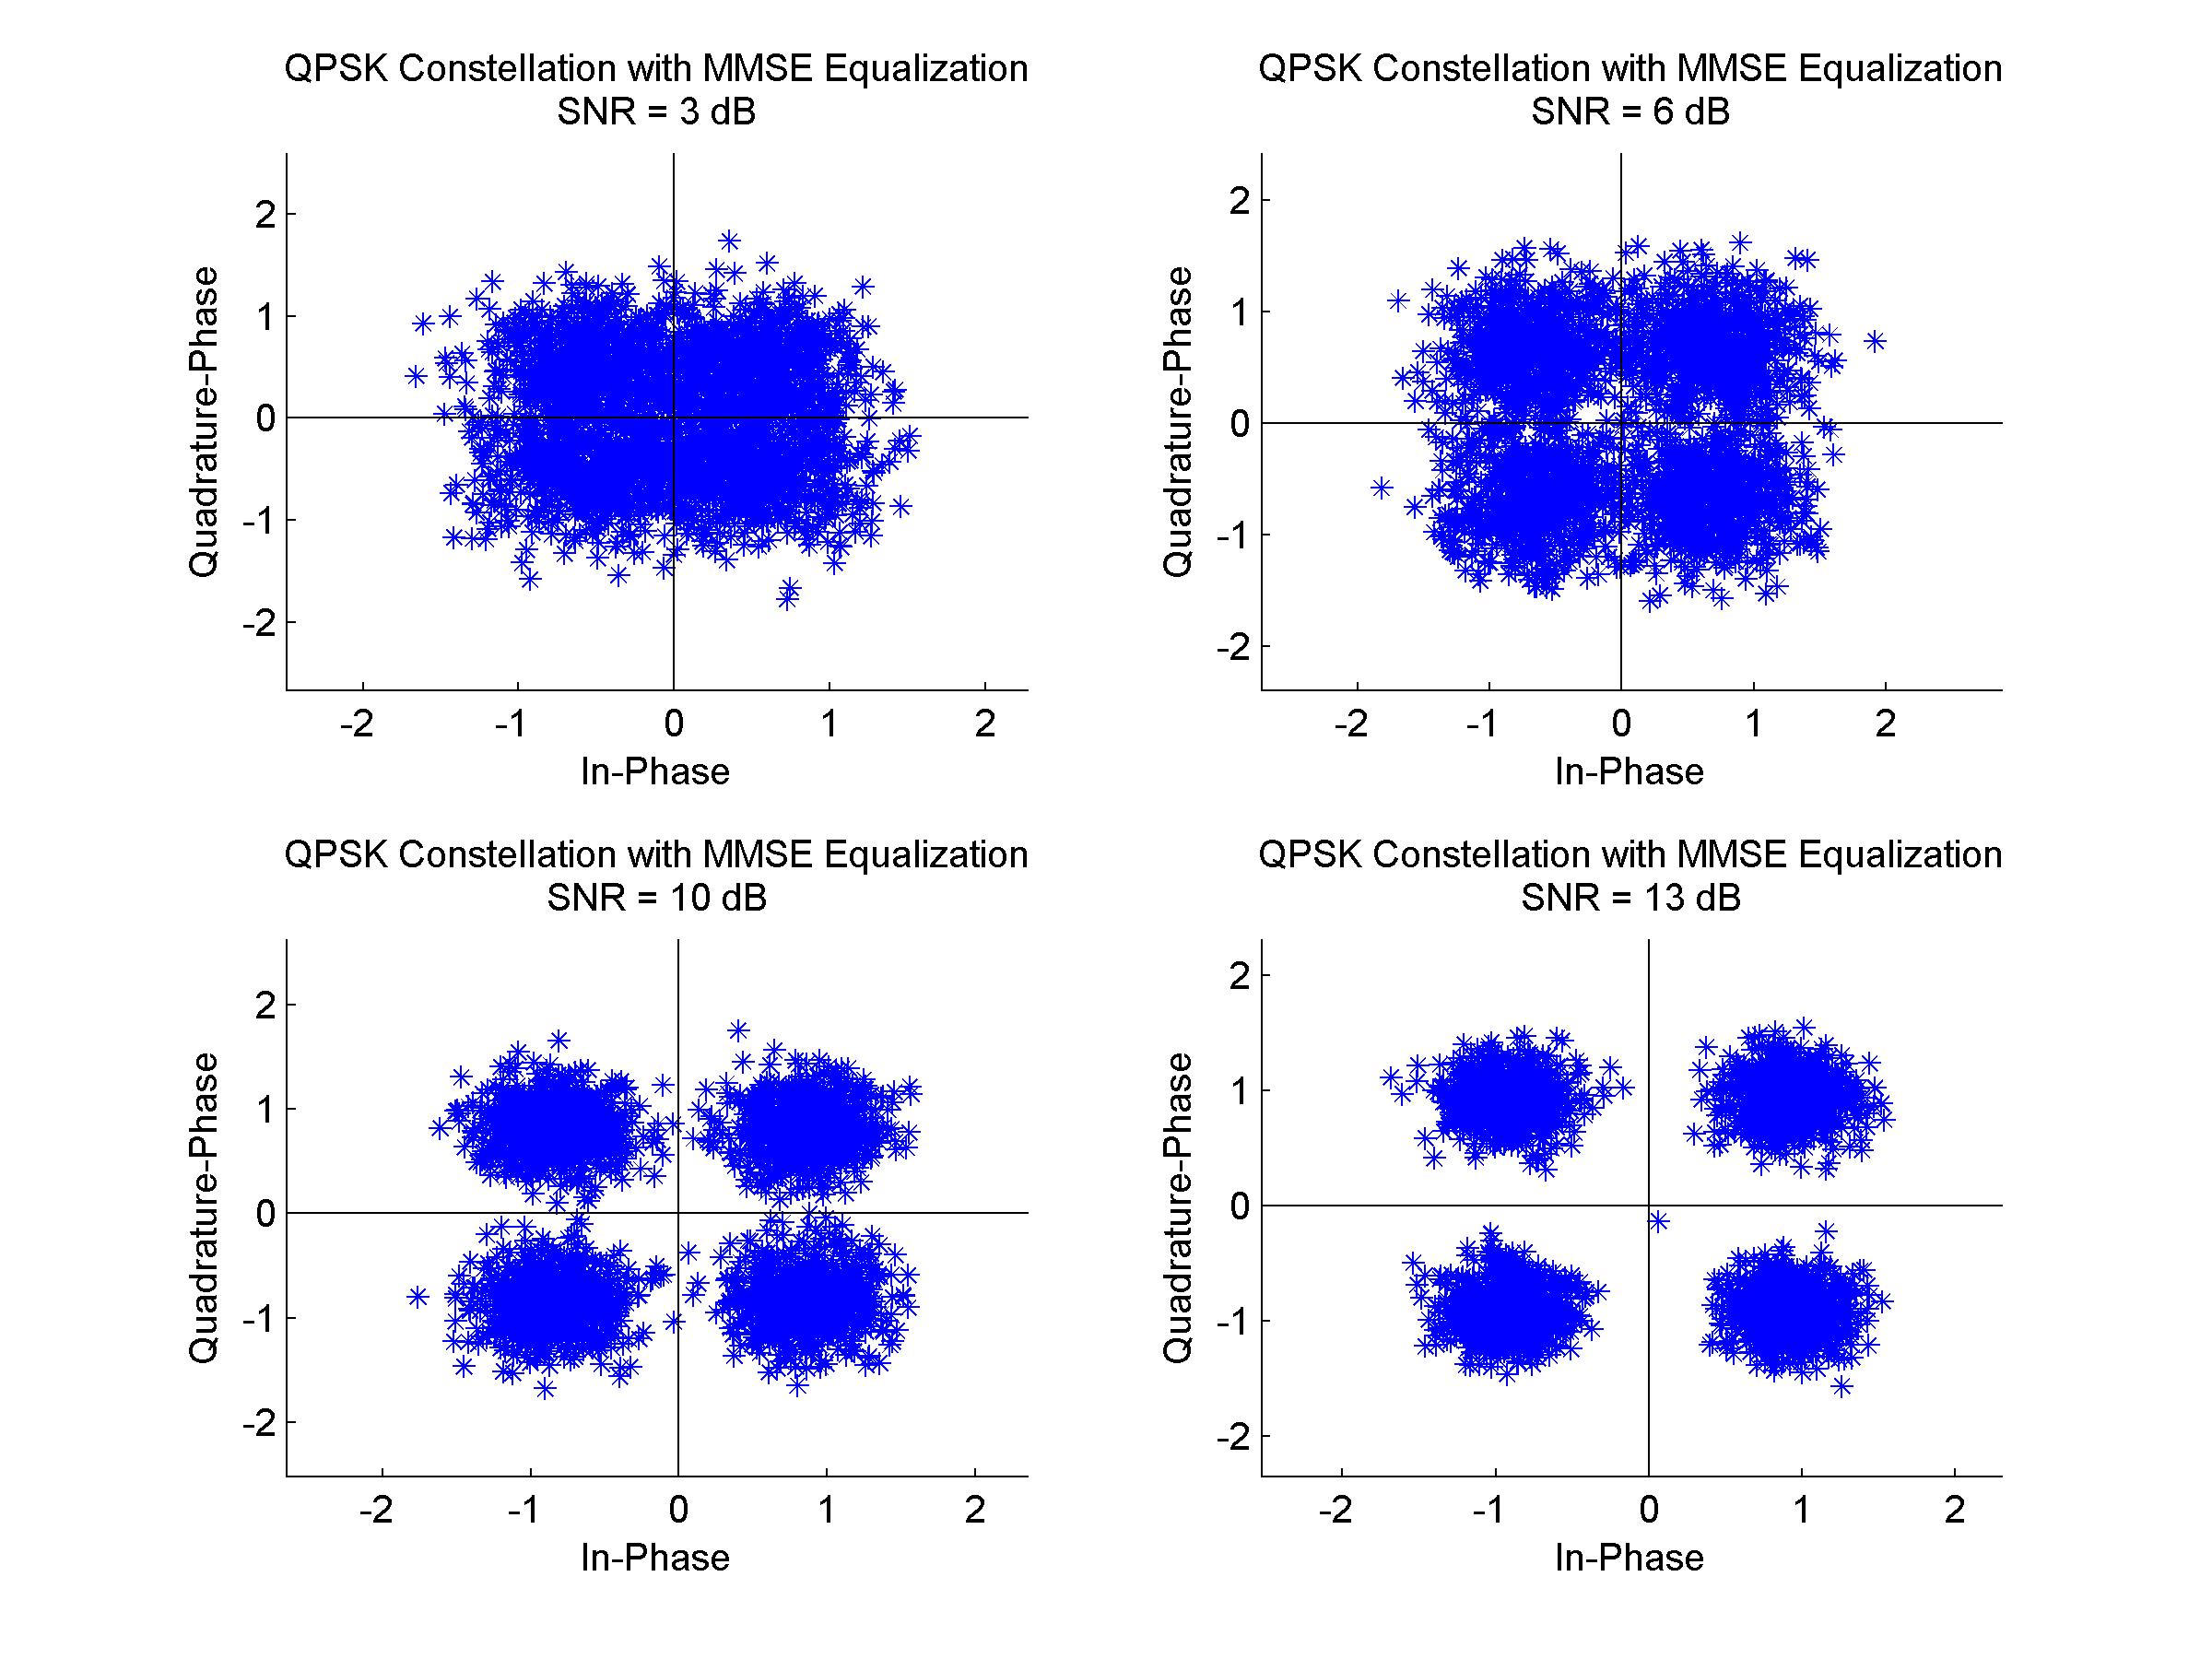 QPSK Constellation with MMSE Equalization
SNR = 3 dB
2
1
0
-1
-2
Quadrature-Phase
-2 -1 0 1 2
In-Phase
QPSK Constellation with MMSE Equalization
SNR = 6 dB
2
1
0
-1
-2
Quadrature-Phase
-2 -1 0 1 2
In-Phase
QPSK Constellation with MMSE Equalization
SNR = 10 dB
2
1
0
-1
-2
Quadrature-Phase
-2 -1 0 1 2
In-Phase
QPSK Constellation with MMSE Equalization
SNR = 13 dB
2
1
0
-1
-2
Quadrature-Phase
-2 -1 0 1 2
In-Phase